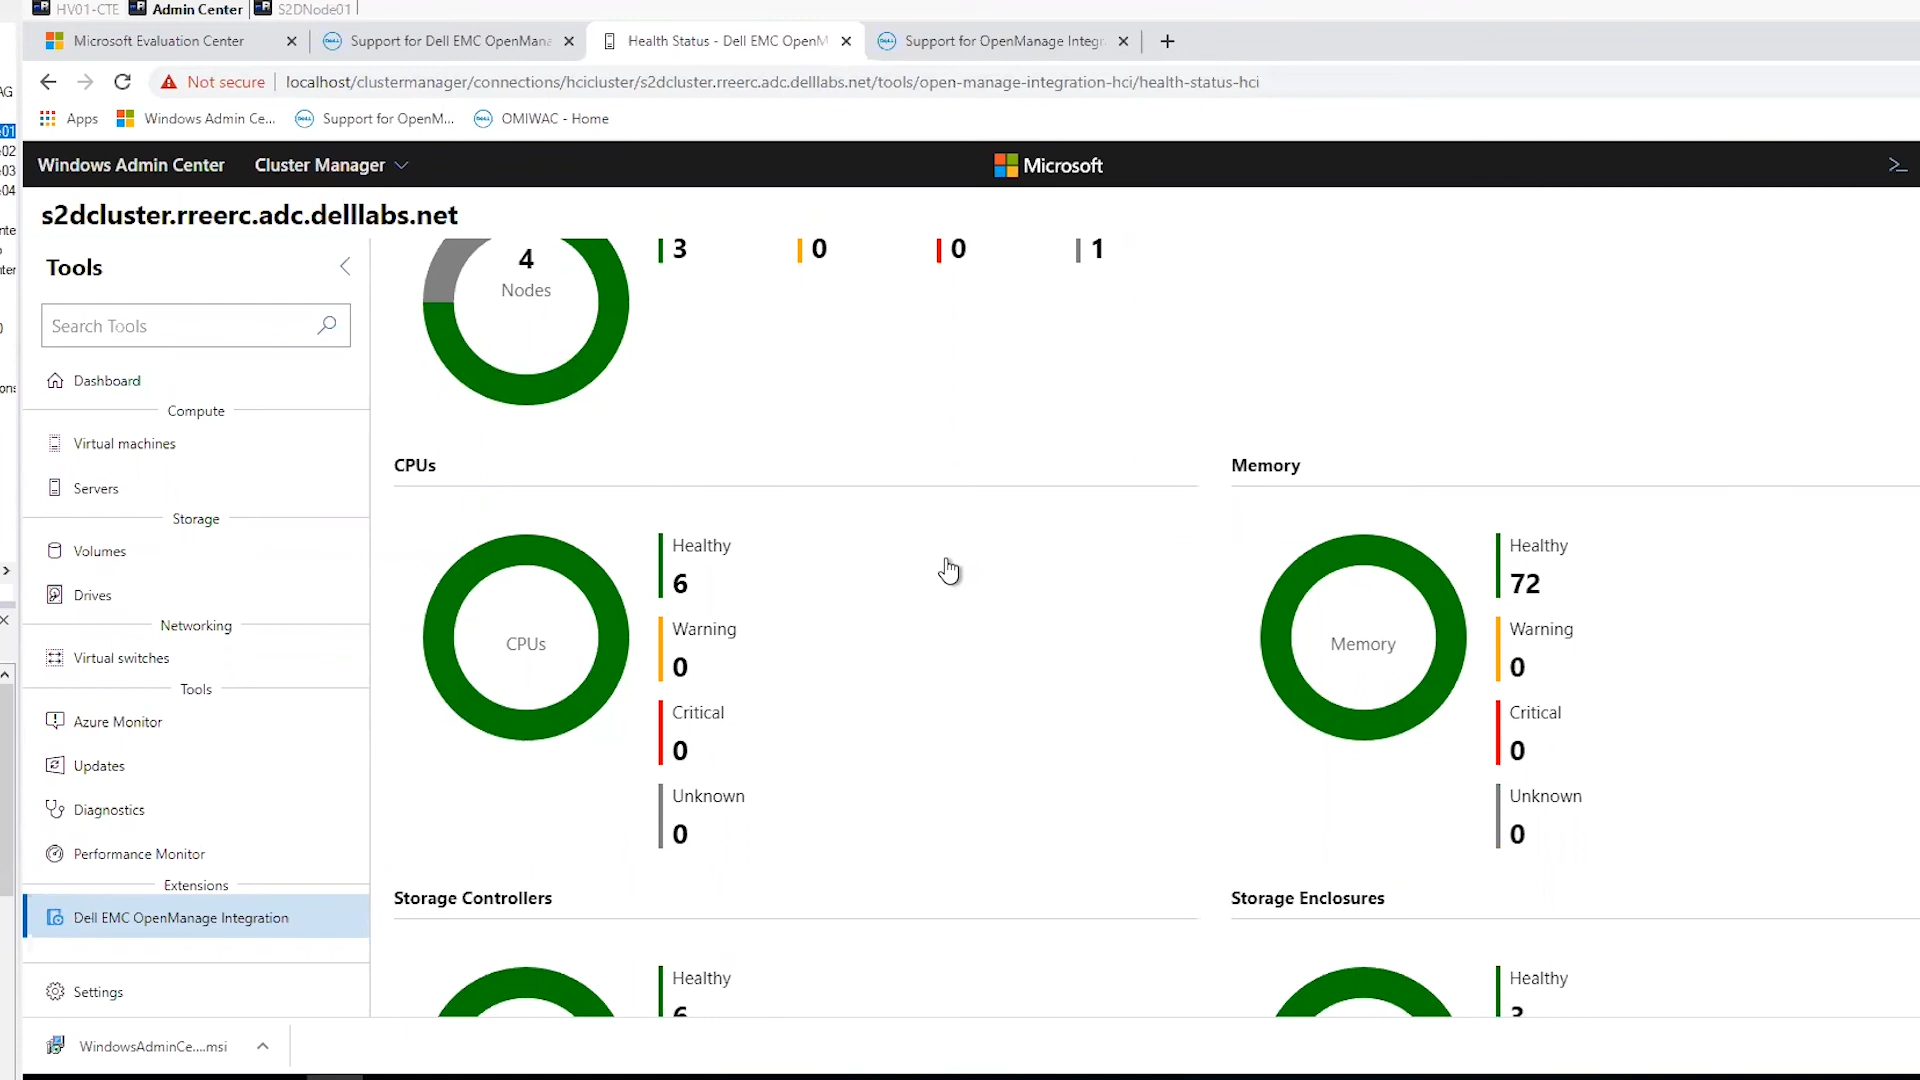 HV01-CTE Admin Center S2DNode01
Microsoft Evaluation Center Support for Dell EMC OpenMana Health Status - Dell EMC OpenM Support for OpenManage Integr
Not secure localhost/clustermanager/connections/hcicluster/s2dcluster.rreerc.adc.delllabs.net/tools/open-manage-integration-hci/health-status-hci
Apps Windows Admin Ce... Support for OpenM... OMIWAC - Home
Windows Admin Center Cluster Manager Microsoft
s2dcluster.rreerc.adc.delllabs.net
Tools
Search Tools
Dashboard
Compute
Virtual machines
Servers
Storage
Volumes
Drives
Networking
Virtual switches
Tools
Azure Monitor
Updates
Diagnostics
Performance Monitor
Extensions
Dell EMC OpenManage Integration
Settings
4
Nodes
3 0 0 1
CPUs
CPUs
Healthy
6
Warning
0
Critical
0
Unknown
0
Memory
Memory
Healthy
72
Warning
0
Critical
0
Unknown
0
Storage Controllers
Healthy
6
Storage Enclosures
Healthy
3
WindowsAdminCe....msi